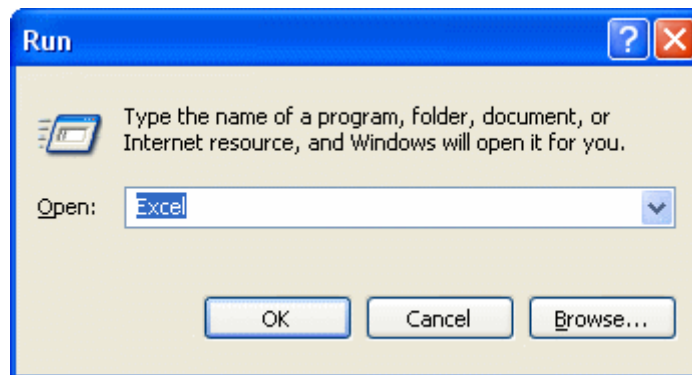 Run
Type the name of a program, folder, document, or
Internet resource, and Windows will open it for you.
Open: Excel
OK Cancel Browse...